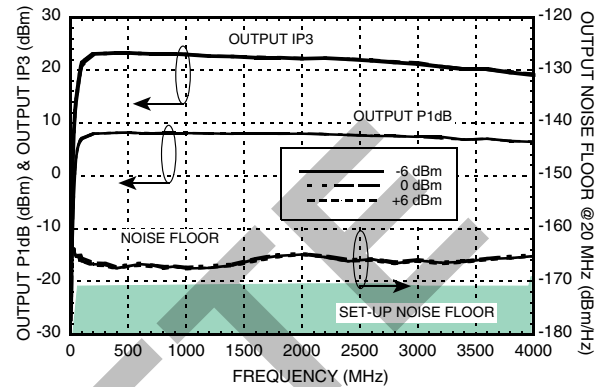 OUTPUT P1dB (dBm) & OUTPUT IP3 (dBm)
30
20
10
0
-10
-20
-30
OUTPUT IP3
OUTPUT P1dB
-6 dBm
0 dBm
+6 dBm
NOISE FLOOR
SET-UP NOISE FLOOR
-120
-130
-140
-150
-160
-170
-180
OUTPUT NOISE FLOOR @20 MHz (dBm/Hz)
0 500 1000 1500 2000 2500 3000 3500 4000
FREQUENCY (MHz)